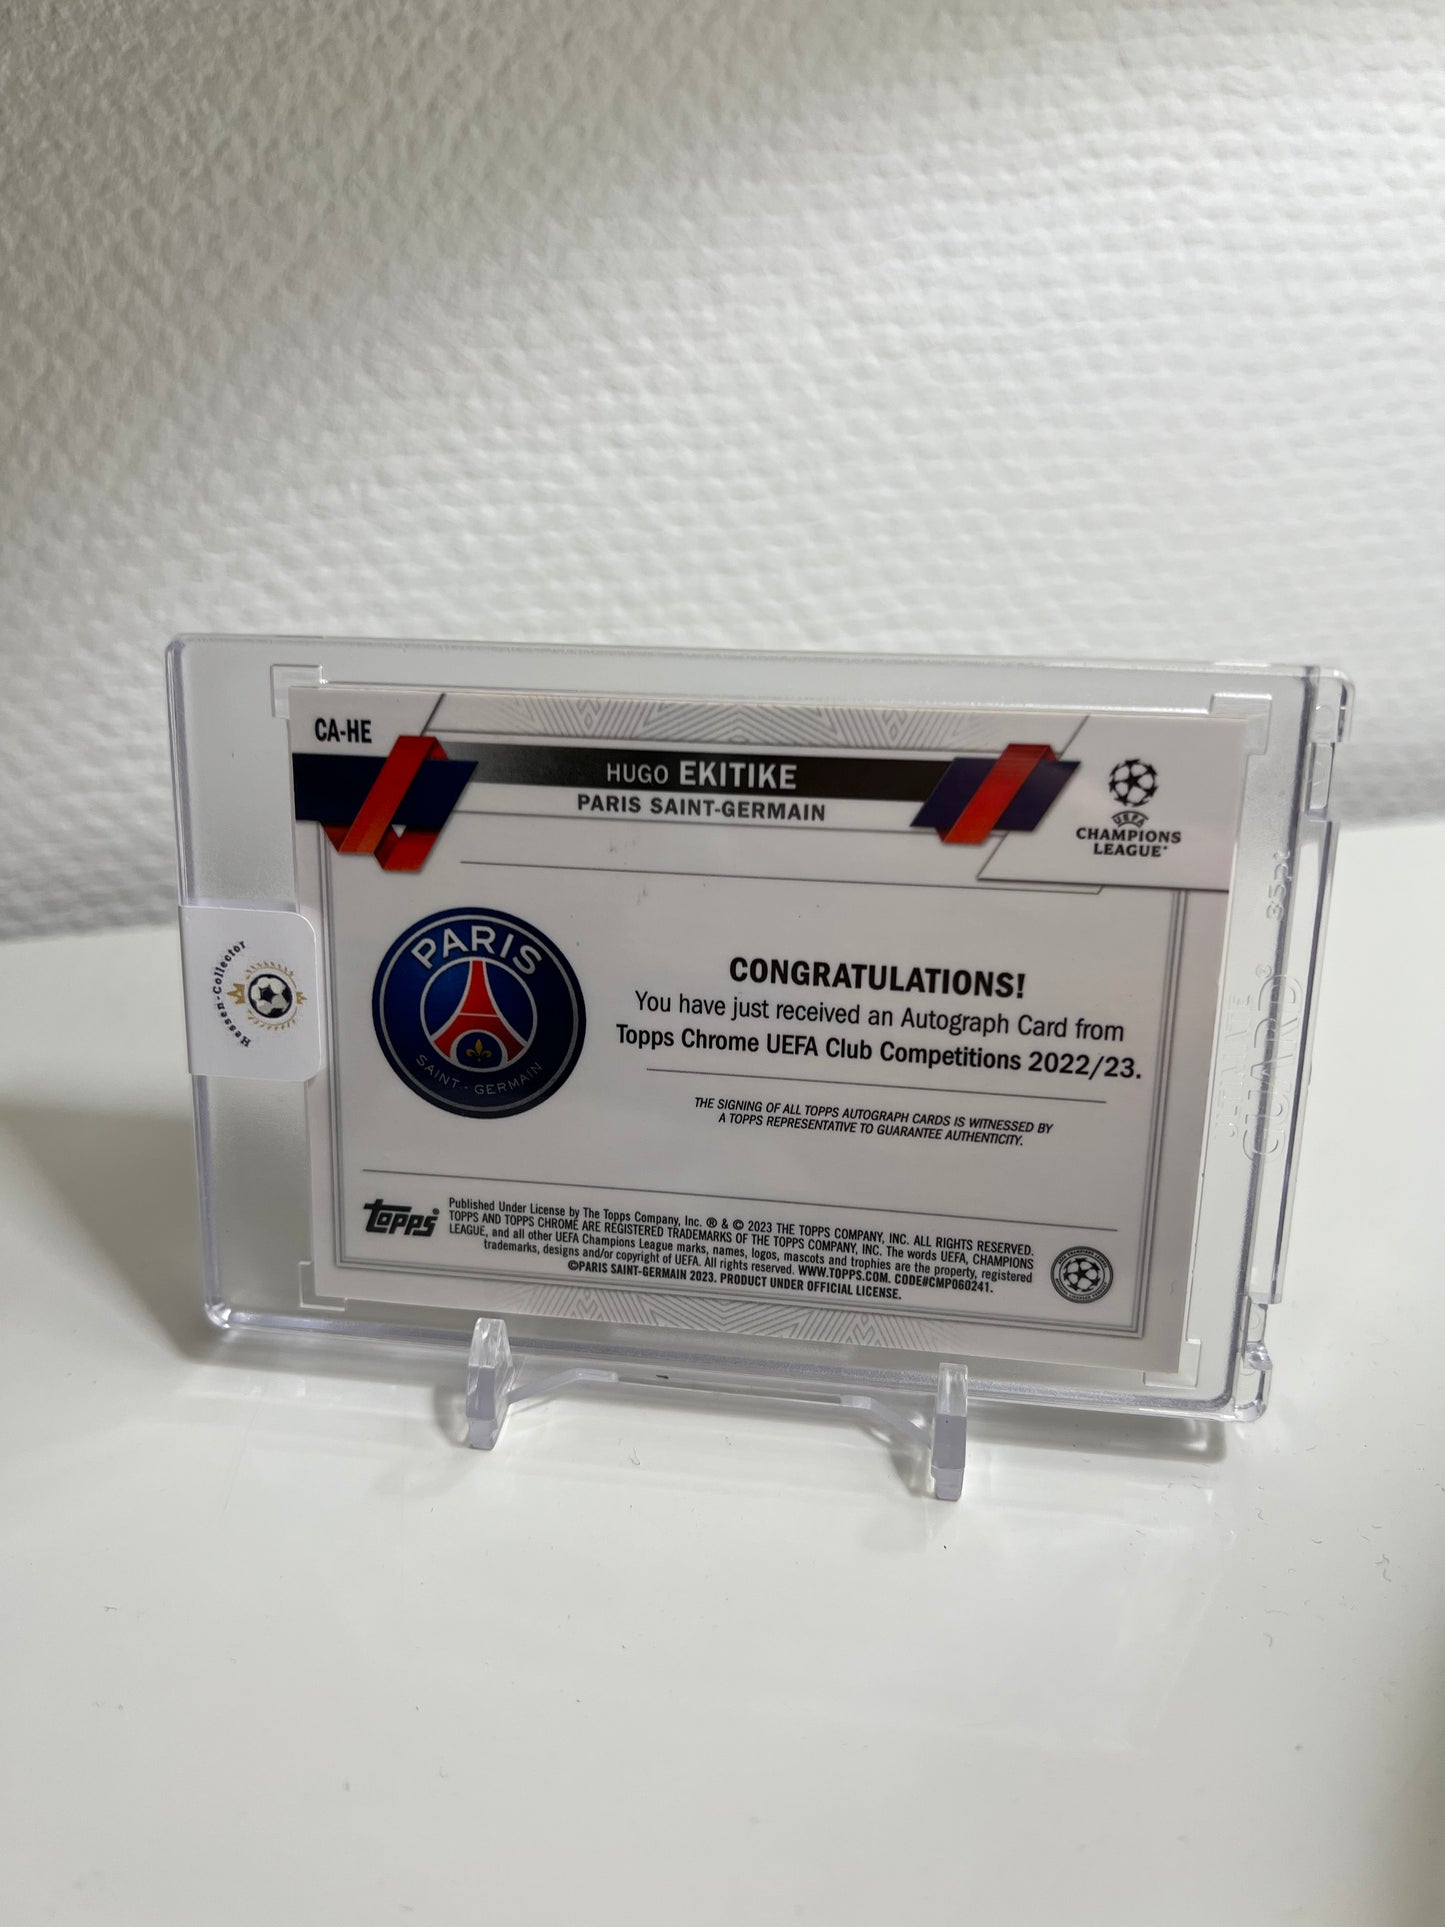 CA-HE
HUGO EKITIKE
PARIS SAINT-GERMAIN
UEFA
CHAMPIONS
LEAGUE
PARIS
SAINT-GERMAIN
Hessen-Collector
CONGRATULATIONS!
You have just received an Autograph Card from
Topps Chrome UEFA Club Competitions 2022/23.
THE SIGNING OF ALL TOPPS AUTOGRAPH CARDS IS WITNESSED BY
A TOPPS REPRESENTATIVE TO GUARANTEE AUTHENTICITY.
topps
Published Under License by The Topps Company, Inc. ® & © 2023 THE TOPPS COMPANY, INC. ALL RIGHTS RESERVED.
TOPPS AND TOPPS CHROME ARE REGISTERED TRADEMARKS OF THE TOPPS COMPANY, INC. The words UEFA, CHAMPIONS
LEAGUE, and all other UEFA Champions League marks, names, logos, mascots and trophies are the property, registered
trademarks, designs and/or copyright of UEFA. All rights reserved. WWW.TOPPS.COM. CODE#CMP060241.
©PARIS SAINT-GERMAIN 2023. PRODUCT UNDER OFFICIAL LICENSE.
35pt
GUARD